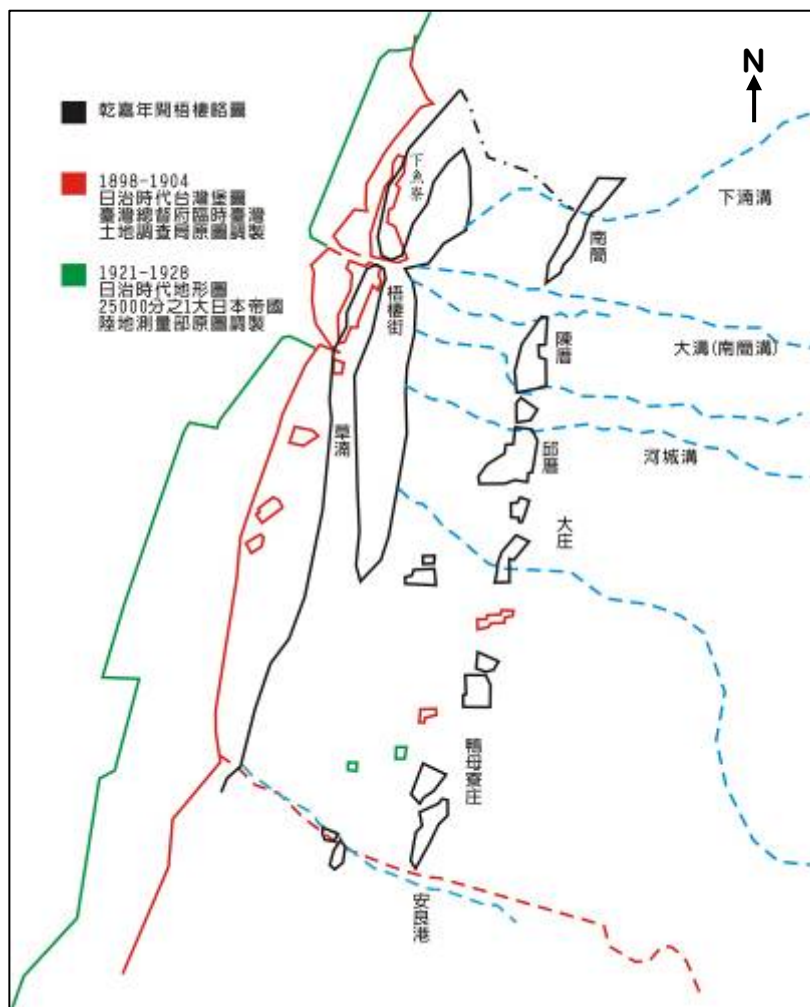 N
乾嘉年間梧棲略圖
1898-1904
日治時代台灣堡圖
臺灣總督府臨時臺灣
土地調查局原圖調製
1921-1928
日治時代地形圖
25000分之1大日本帝國
陸地測量部原圖調製
下魚寮
下湳溝
南簡
梧棲街
陳厝
大溝(南簡溝)
草湳
邱厝
河城溝
大庄
鴨母寮庄
安良港